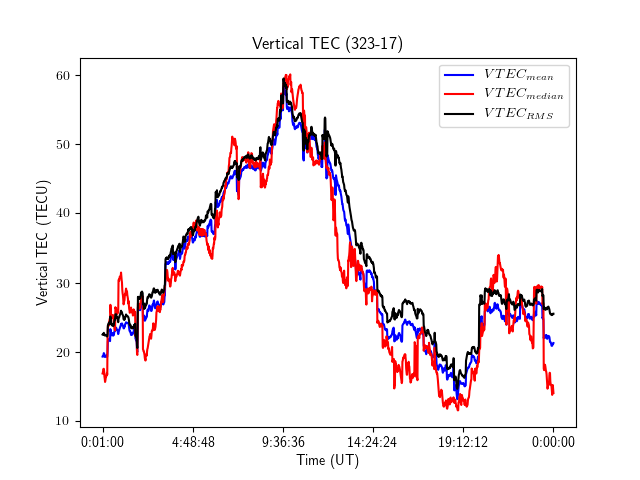 Vertical TEC (323-17)
VTEC_mean
VTEC_median
VTEC_RMS
Vertical TEC (TECU)
60
50
40
30
20
10
0:01:00 4:48:48 9:36:36 14:24:24 19:12:12 0:00:00
Time (UT)